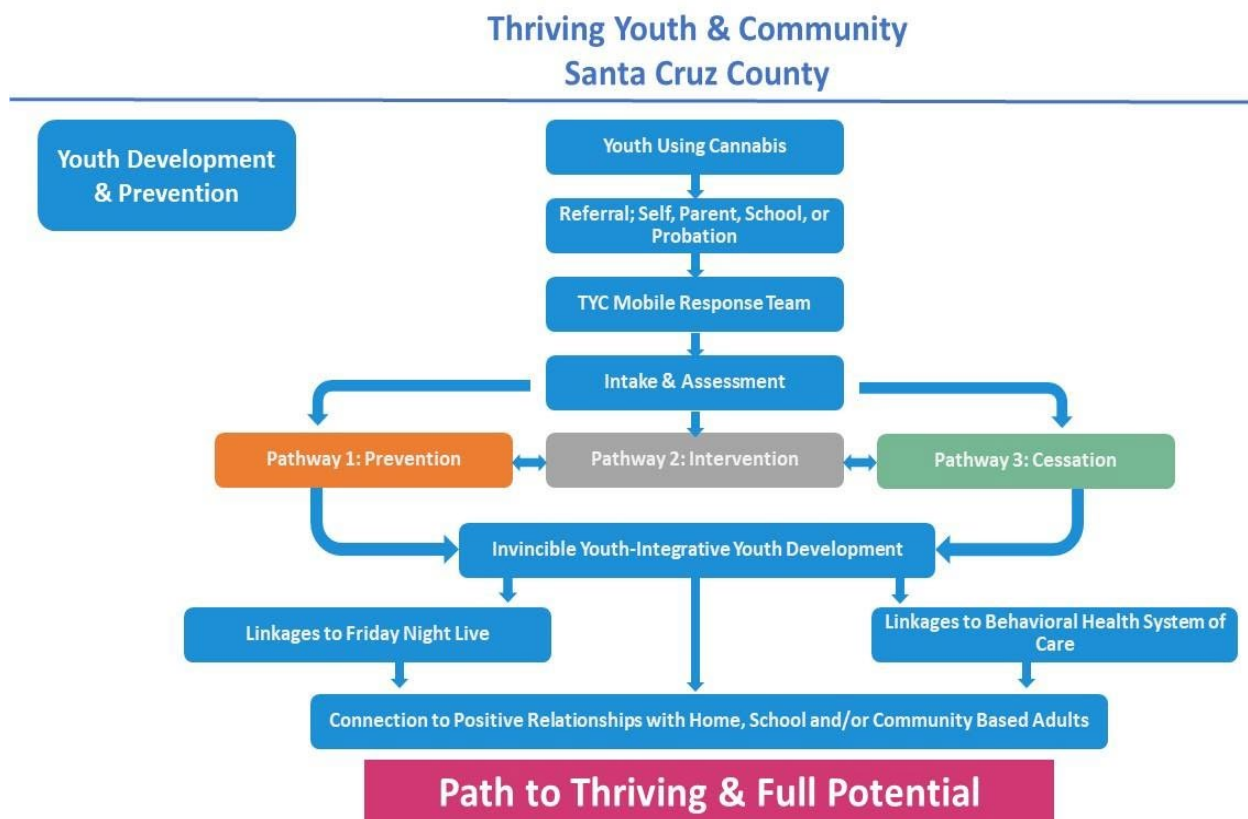 Thriving Youth & Community
Santa Cruz County
Youth Development
& Prevention
Youth Using Cannabis
Referral; Self, Parent, School, or
Probation
TYC Mobile Response Team
Intake & Assessment
Pathway 1: Prevention
Pathway 2: Intervention
Pathway 3: Cessation
Invincible Youth-Integrative Youth Development
Linkages to Friday Night Live
Linkages to Behavioral Health System of
Care
Connection to Positive Relationships with Home, School and/or Community Based Adults
Path to Thriving & Full Potential